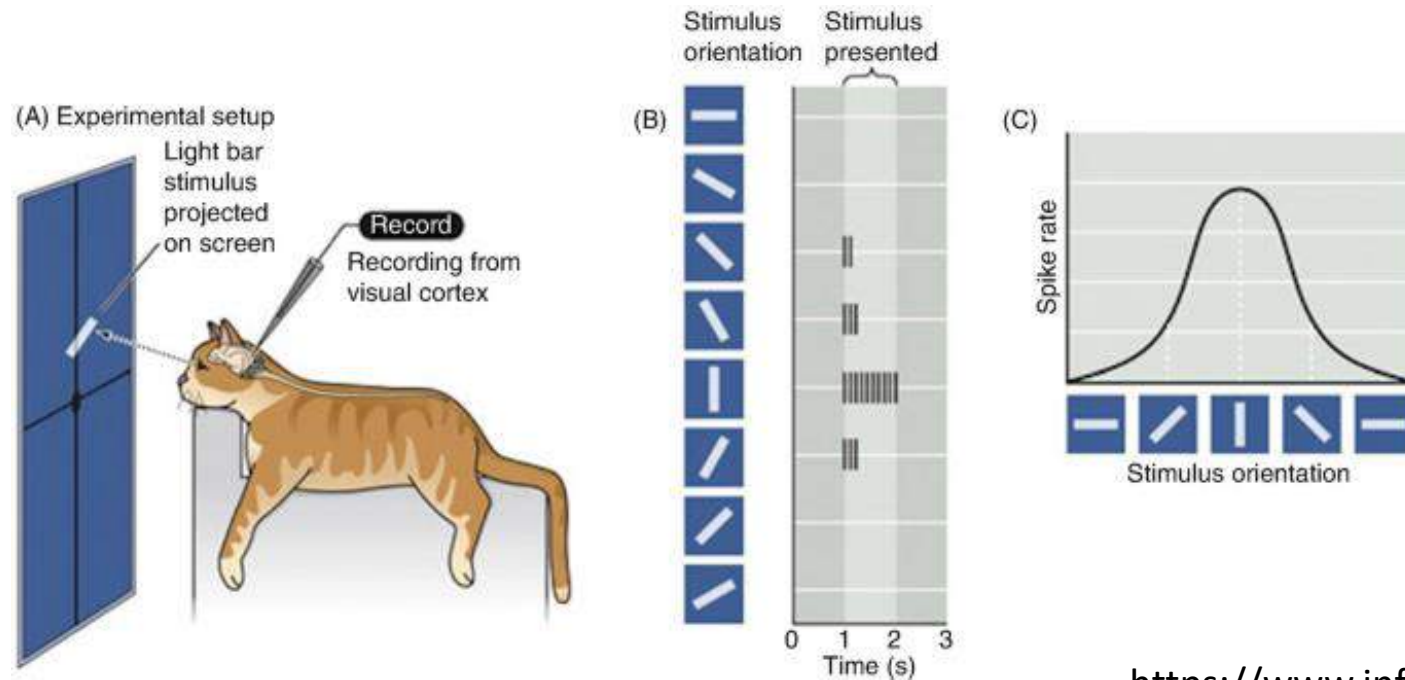 (A) Experimental setup
Light bar
stimulus
projected
on screen
Record
Recording from
visual cortex
(B)
Stimulus
orientation
Stimulus
presented
0 1 2 3
Time (s)
(C)
Spike rate
Stimulus orientation